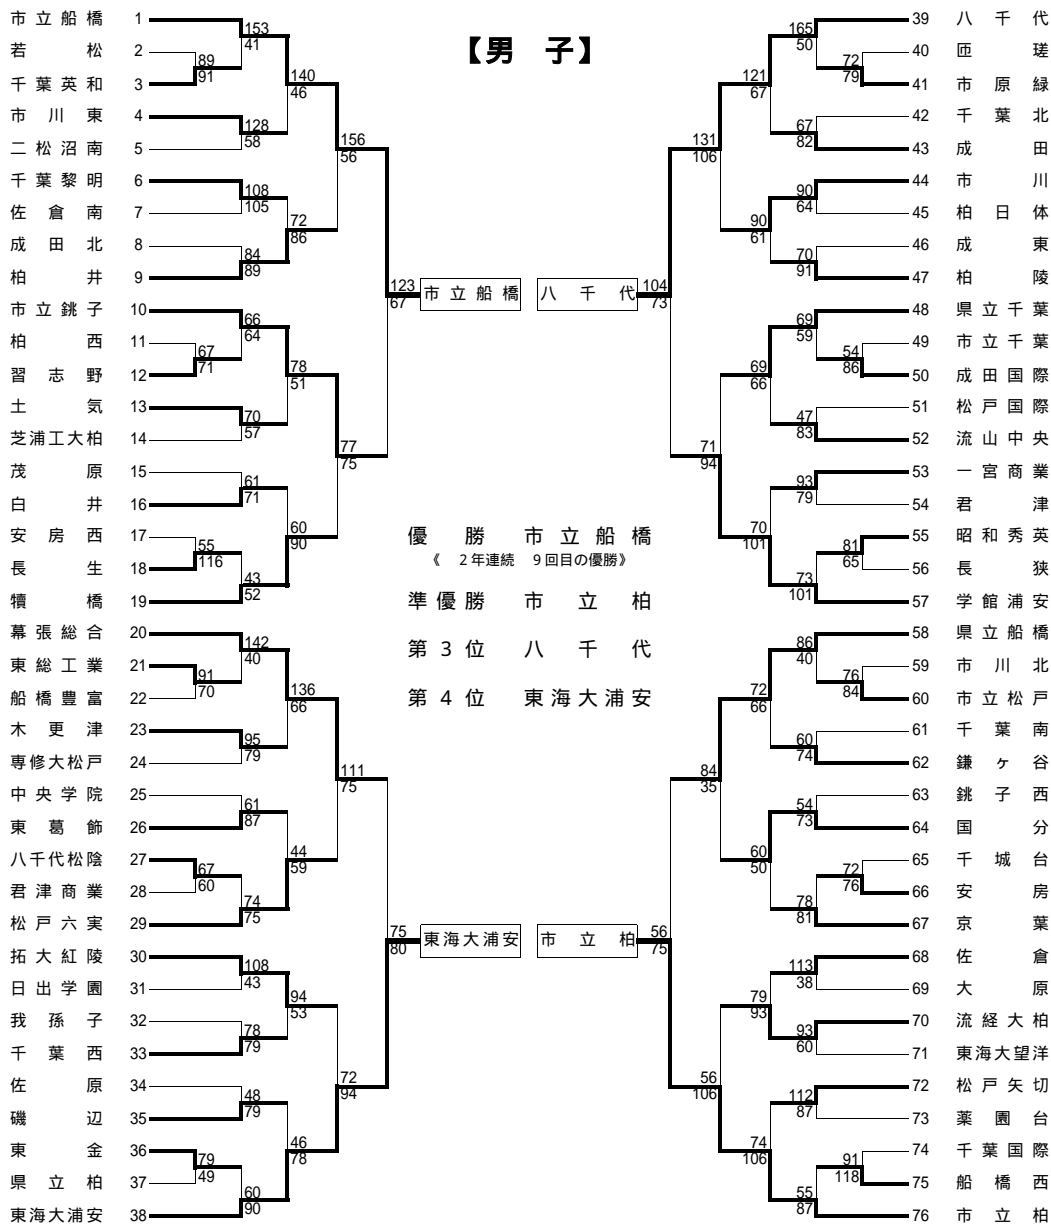 【男 子】
市立船橋 1
若松 2
千葉英和 3
市川東 4
二松沼南 5
千葉黎明 6
佐倉南 7
成田北 8
柏井 9
市立銚子 10
柏西 11
習志野 12
土気 13
芝浦工大柏 14
茂原 15
白井 16
安房西 17
長生 18
犢橋 19
幕張総合 20
東総工業 21
船橋豊富 22
木更津 23
専修大松戸 24
中央学院 25
東葛飾 26
八千代松陰 27
君津商業 28
松戸六実 29
拓大紅陵 30
日出学園 31
我孫子 32
千葉西 33
佐原 34
磯辺 35
東金 36
県立柏 37
東海大浦安 38
89
91
67
71
55
116
91
70
67
60
79
49
153
41
128
58
108
105
84
89
66
64
70
57
61
71
43
52
142
40
95
79
61
87
74
75
108
43
78
79
48
79
60
90
140
46
72
86
78
51
60
90
136
66
44
59
94
53
46
78
156
56
77
75
111
75
72
94
123
67
75
80
市立船橋
八千代
東海大浦安
市立柏
優勝 市立船橋
《 2年連続 9回目の優勝》
準優勝 市立柏
第3位 八千代
第4位 東海大浦安
104
73
56
75
131
106
71
94
84
35
56
106
121
67
90
61
69
66
70
101
72
66
60
50
79
93
74
106
165
50
67
82
90
64
70
91
69
59
47
83
93
79
73
101
86
40
60
74
54
73
78
81
113
38
93
60
112
87
55
87
72
79
54
86
81
65
76
84
72
76
91
118
39 八千代
40 匝瑳
41 市原緑
42 千葉北
43 成田
44 市川
45 柏日体
46 成東
47 柏陵
48 県立千葉
49 市立千葉
50 成田国際
51 松戸国際
52 流山中央
53 一宮商業
54 君津
55 昭和秀英
56 長狭
57 学館浦安
58 県立船橋
59 市川北
60 市立松戸
61 千葉南
62 鎌ヶ谷
63 銚子西
64 国分
65 千城台
66 安房
67 京葉
68 佐倉
69 大原
70 流経大柏
71 東海大望洋
72 松戸矢切
73 薬園台
74 千葉国際
75 船橋西
76 市立柏